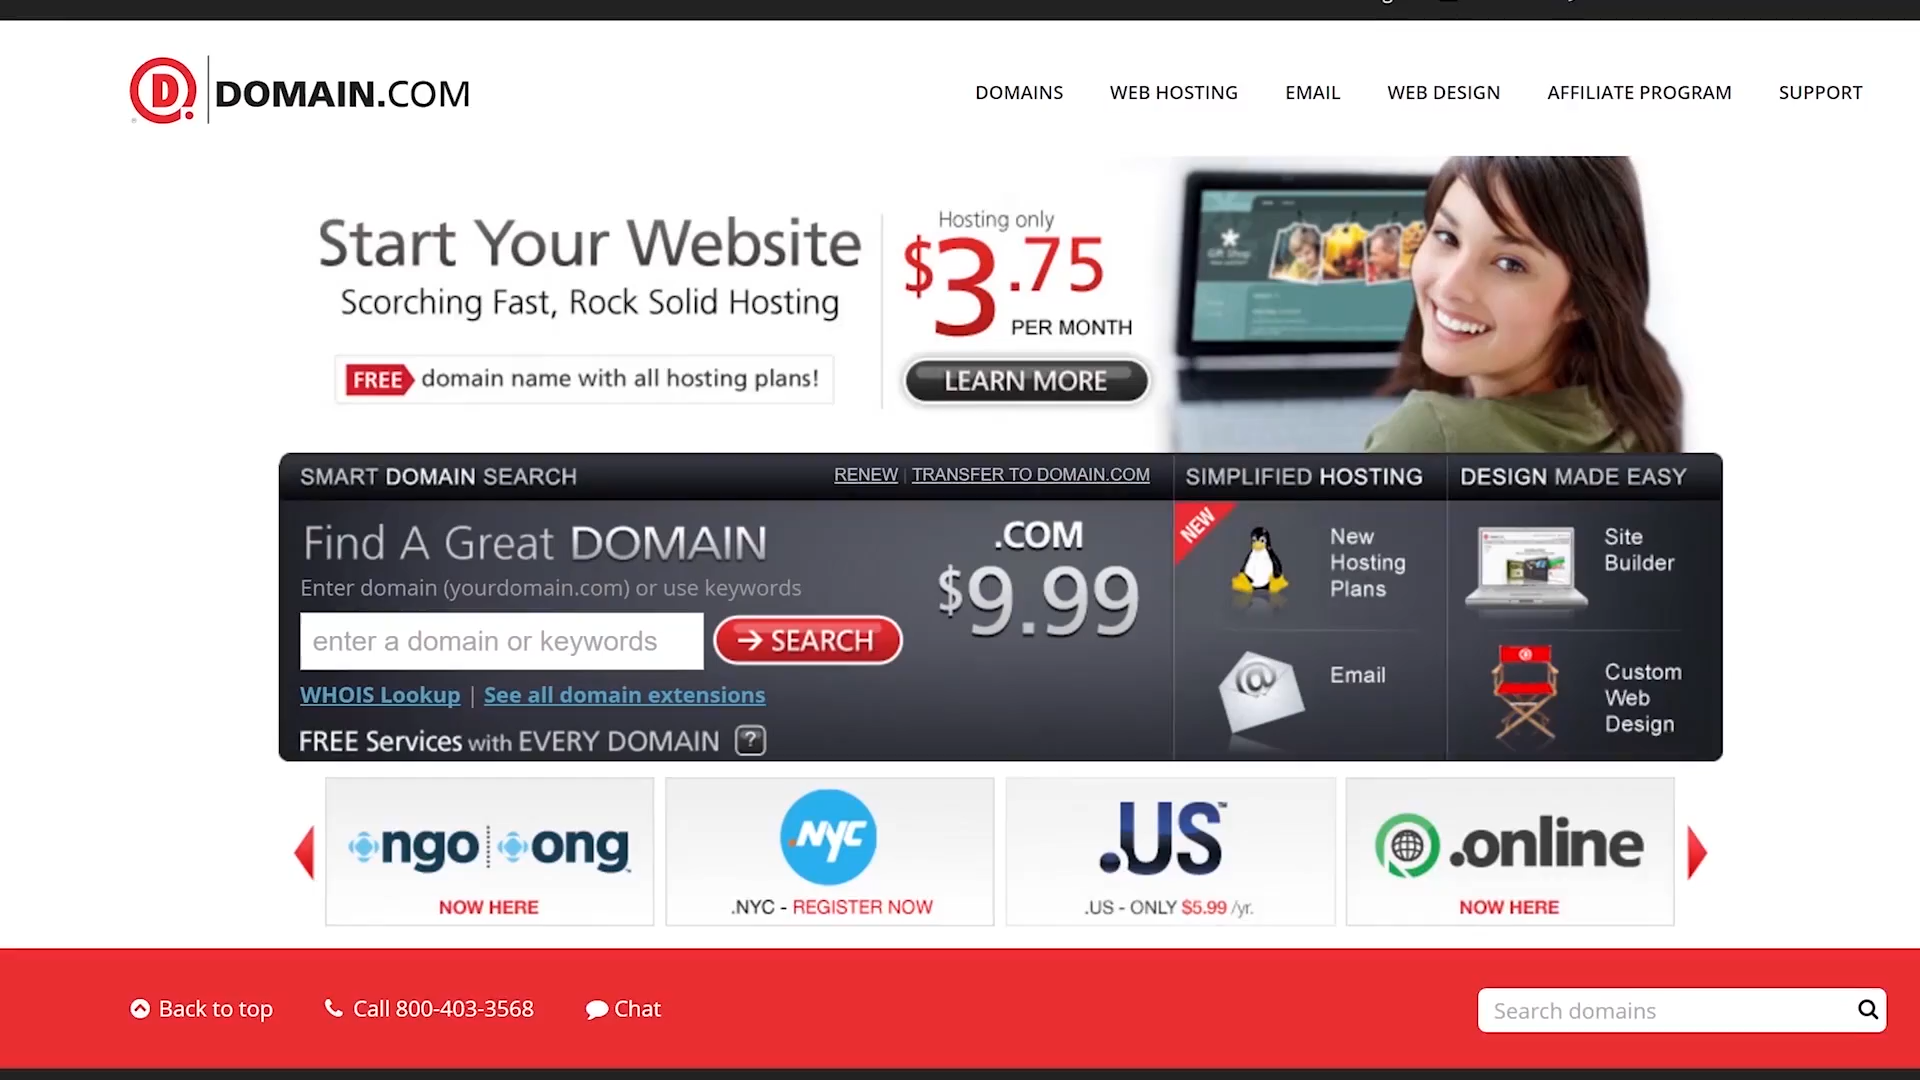 DOMAIN.COM
DOMAINS WEB HOSTING EMAIL WEB DESIGN AFFILIATE PROGRAM SUPPORT
Start Your Website
Scorching Fast, Rock Solid Hosting
FREE domain name with all hosting plans!
Hosting only
$3.75
PER MONTH
LEARN MORE
Gift Shop
SMART DOMAIN SEARCH
RENEW | TRANSFER TO DOMAIN.COM
SIMPLIFIED HOSTING
DESIGN MADE EASY
Find A Great DOMAIN
Enter domain (yourdomain.com) or use keywords
enter a domain or keywords
→ SEARCH
WHOIS Lookup | See all domain extensions
FREE Services with EVERY DOMAIN ?
.COM
$9.99
NEW
New
Hosting
Plans
Email
Site
Builder
Custom
Web
Design
ngo ong
NOW HERE
.NYC
.NYC - REGISTER NOW
.US™
.US - ONLY $5.99 /yr.
.online
NOW HERE
Back to top Call 800-403-3568 Chat
Search domains